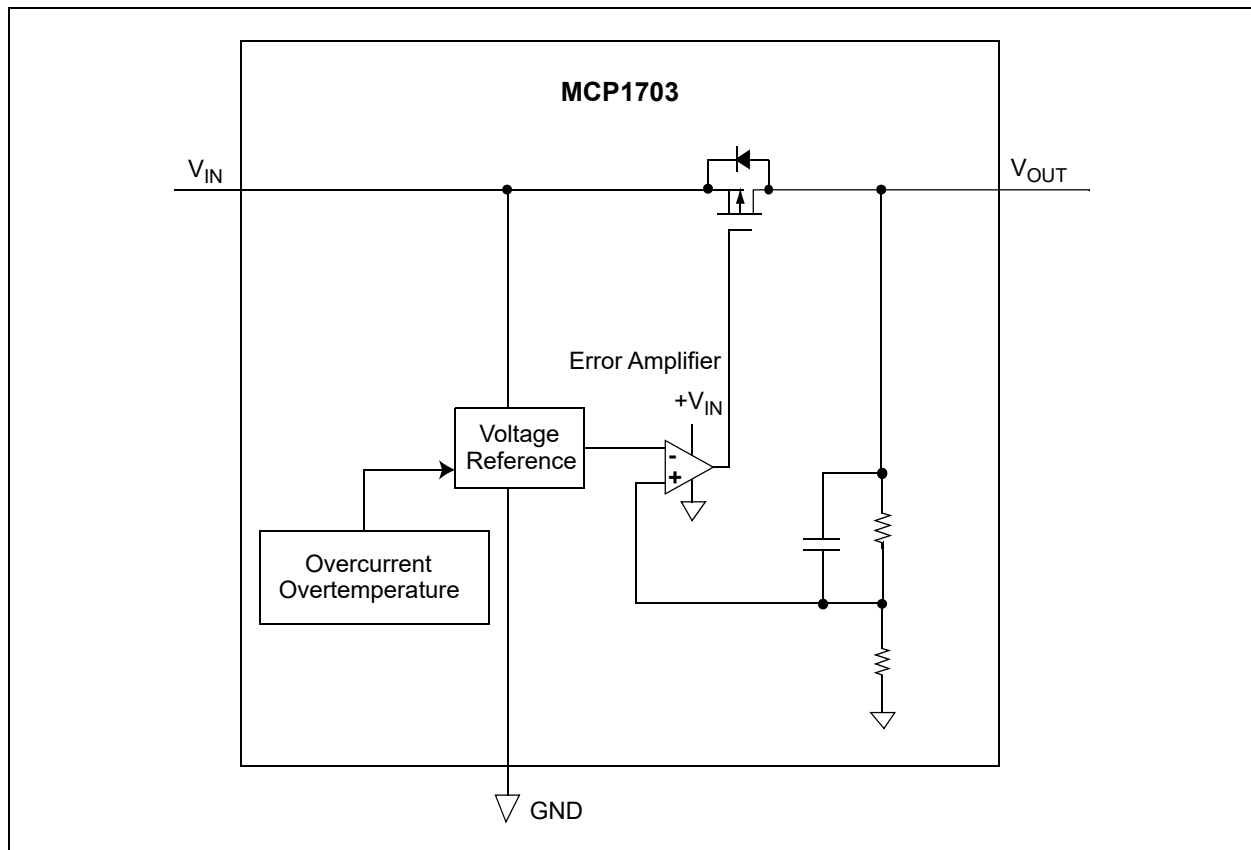 MCP1703
VIN
VOUT
Error Amplifier
+VIN
Voltage
Reference
-
+
Overcurrent
Overtemperature
GND